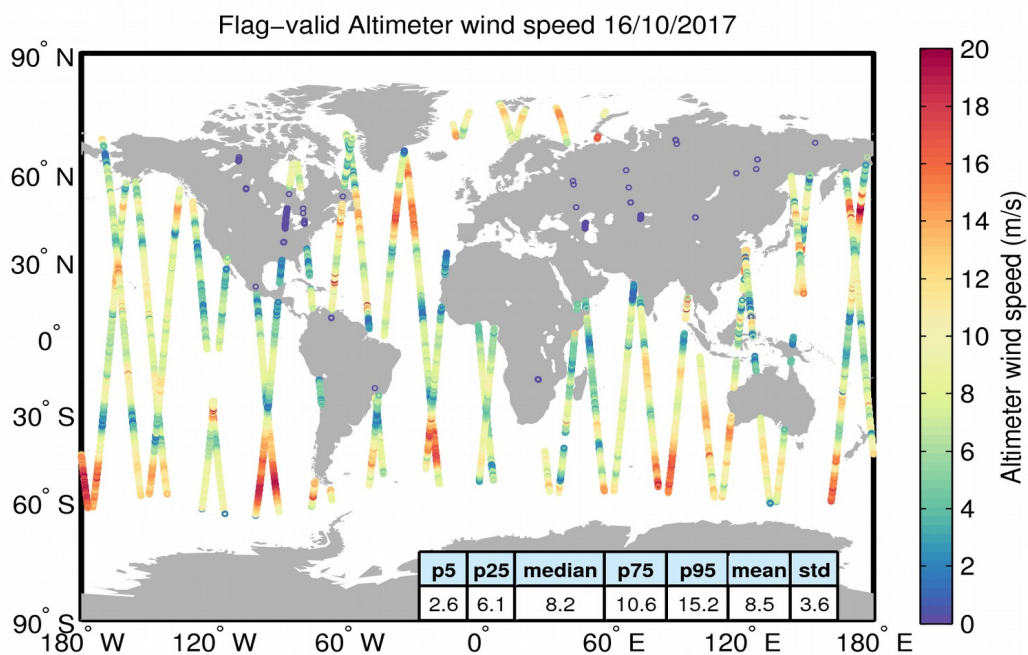 Flag-valid Altimeter wind speed 16/10/2017
90° N
60° N
30° N
0°
30° S
60° S
90° S
180° W
120° W
60° W
0°
60° E
120° E
180° E
p5 p25 median p75 p95 mean std
2.6 6.1 8.2 10.6 15.2 8.5 3.6
20
18
16
14
12
10
8
6
4
2
0
Altimeter wind speed (m/s)